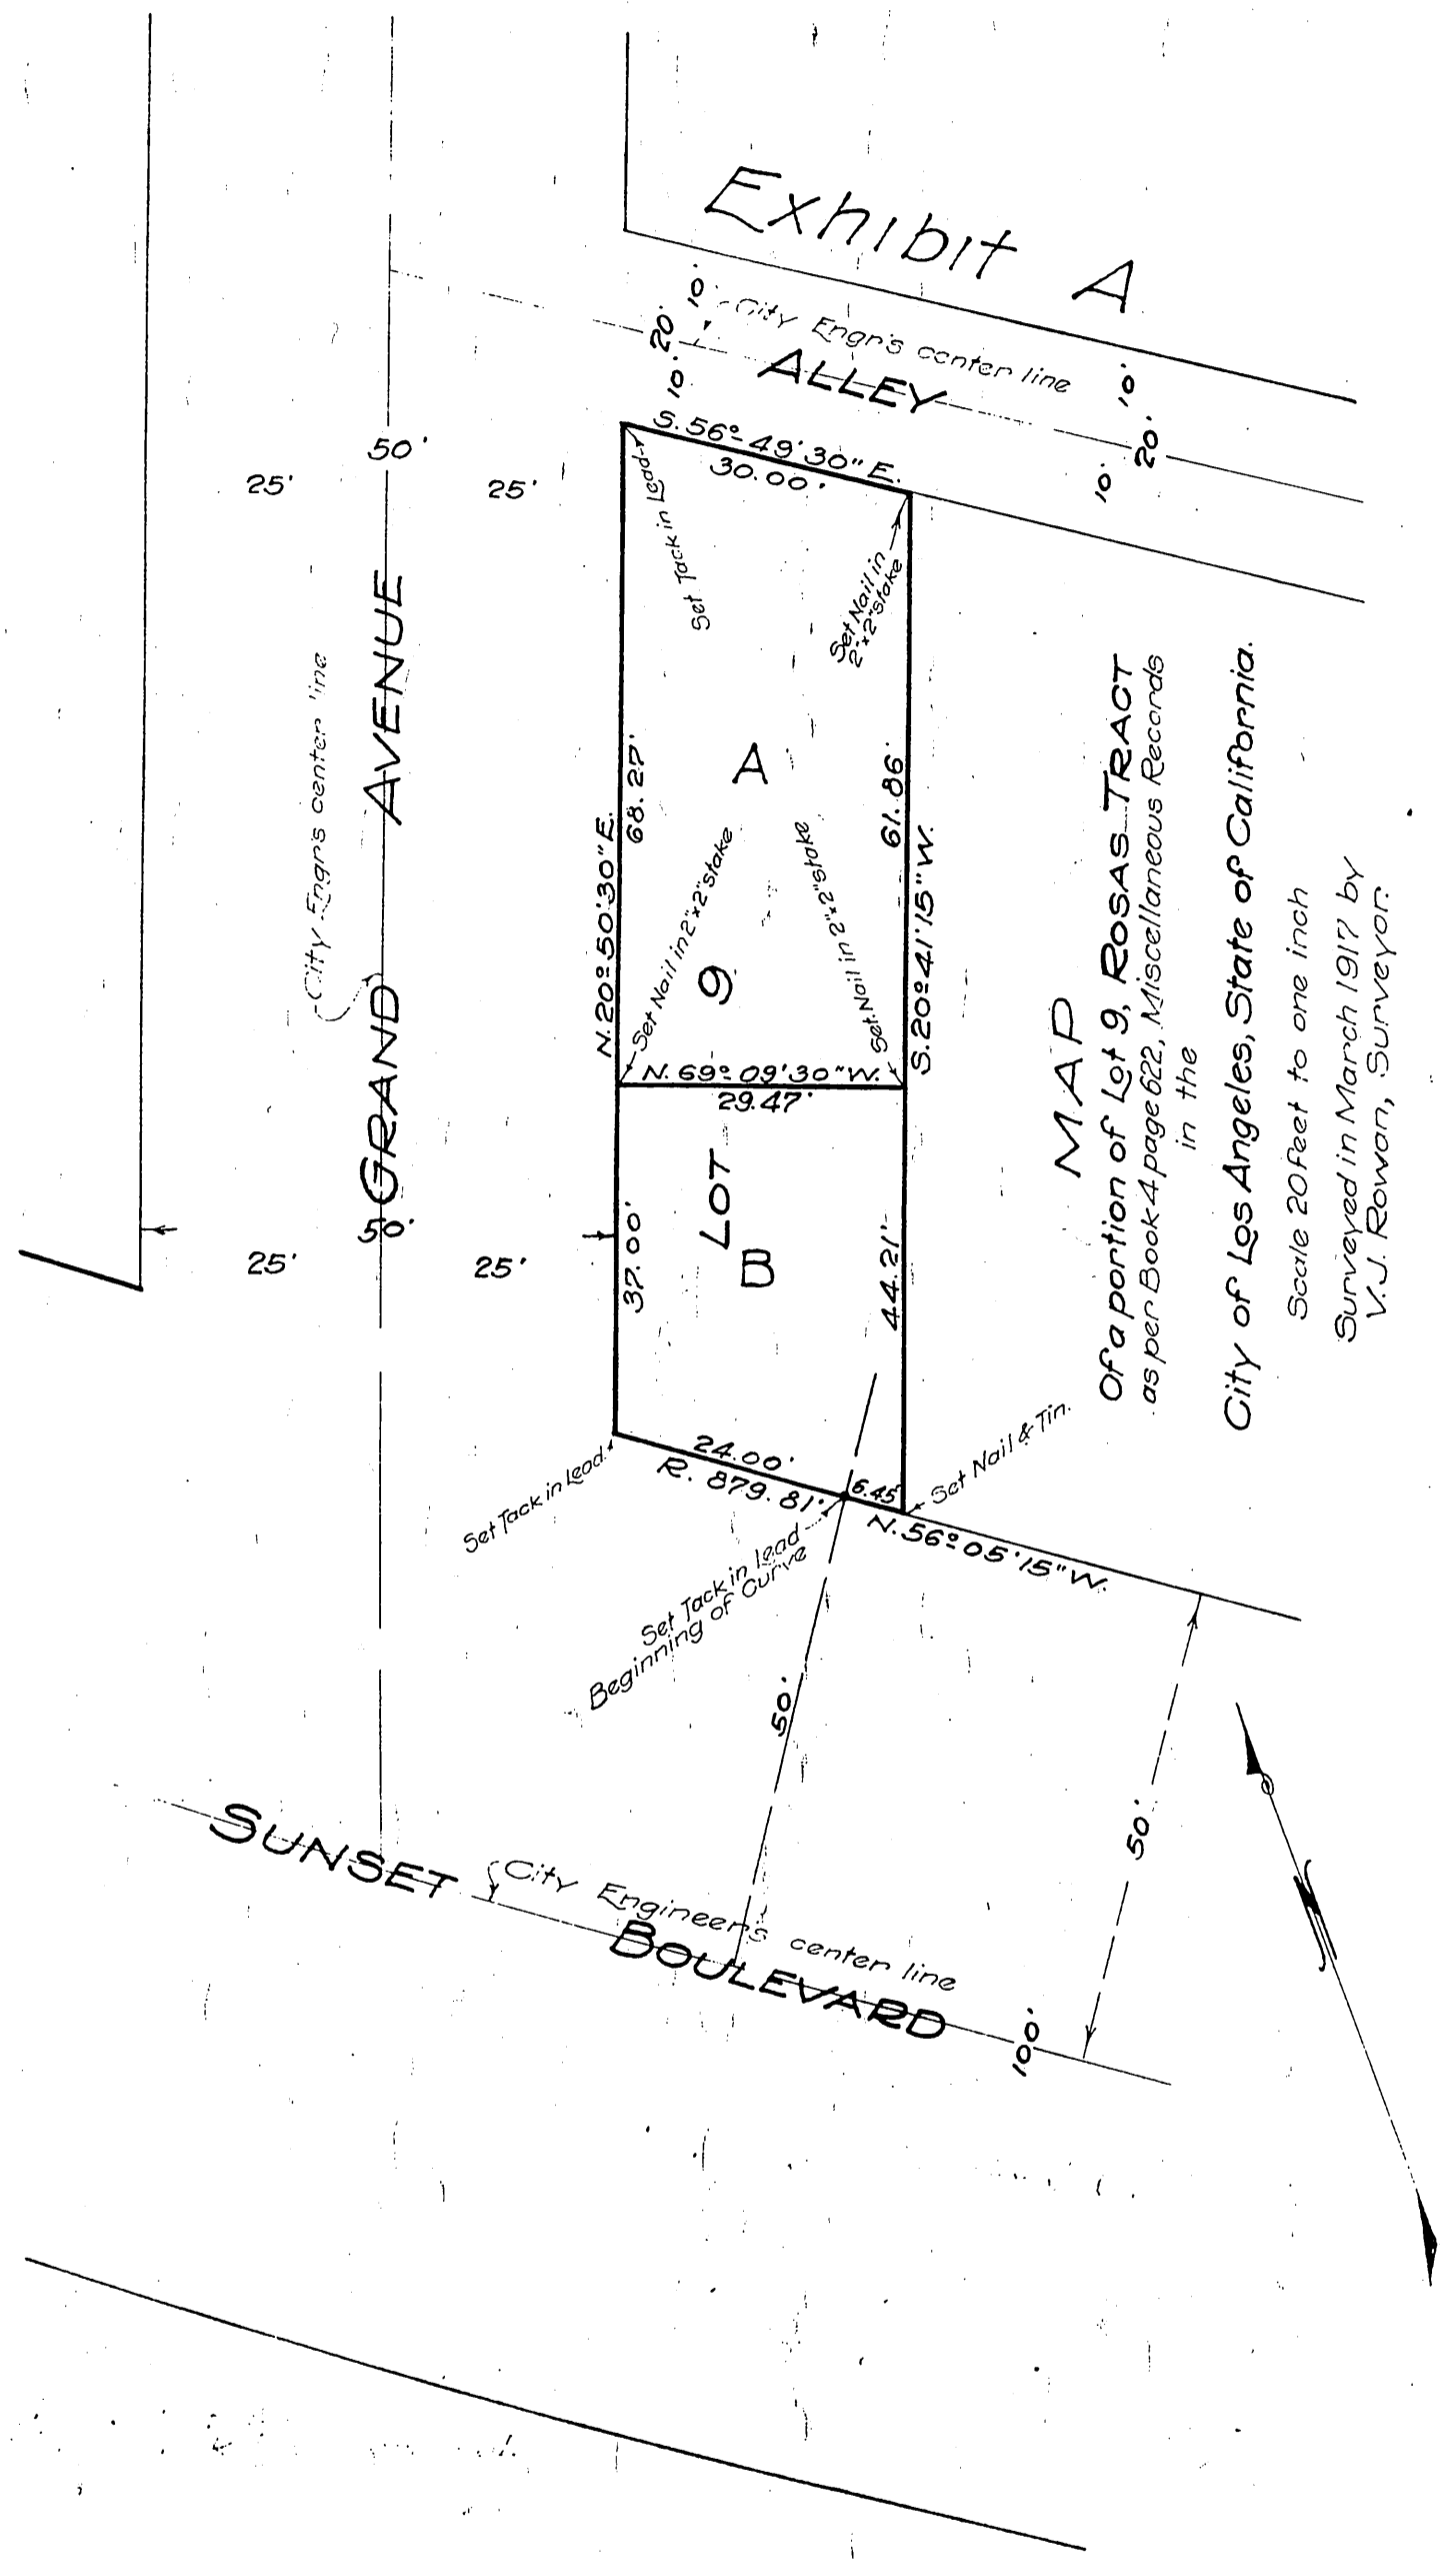 Exhibit A
10'
20'
10'
City Engr's center line
ALLEY
10'
20'
10'
50'
25'
25'
S. 56° 49' 30" E.
30.00'
Set Tack in Lead
Set Nail in
2"x2" stake
City Engr's center line
GRAND AVENUE
N. 20° 50' 30" E.
68.27'
A
61.86'
S. 20° 41' 15" W.
Set Nail in 2"x2" stake
Set Nail in 2"x2" stake
9
N. 69° 09' 30" W.
29.47'
LOT
B
37.00'
44.21'
50'
25'
25'
MAP
Of a portion of Lot 9, ROSAS TRACT
as per Book 4 page 622, Miscellaneous Records
in the
City of Los Angeles, State of California.
Scale 20 Feet to one inch
Surveyed in March 1917 by
V.J. Rowan, Surveyor.
24.00'
R. 879.81'
6.45'
N. 56° 05' 15" W.
Set Tack in Lead
Set Nail & Tin.
Set Tack in Lead
Beginning of Curve
50'
50'
SUNSET BOULEVARD
City Engineer's center line
100'